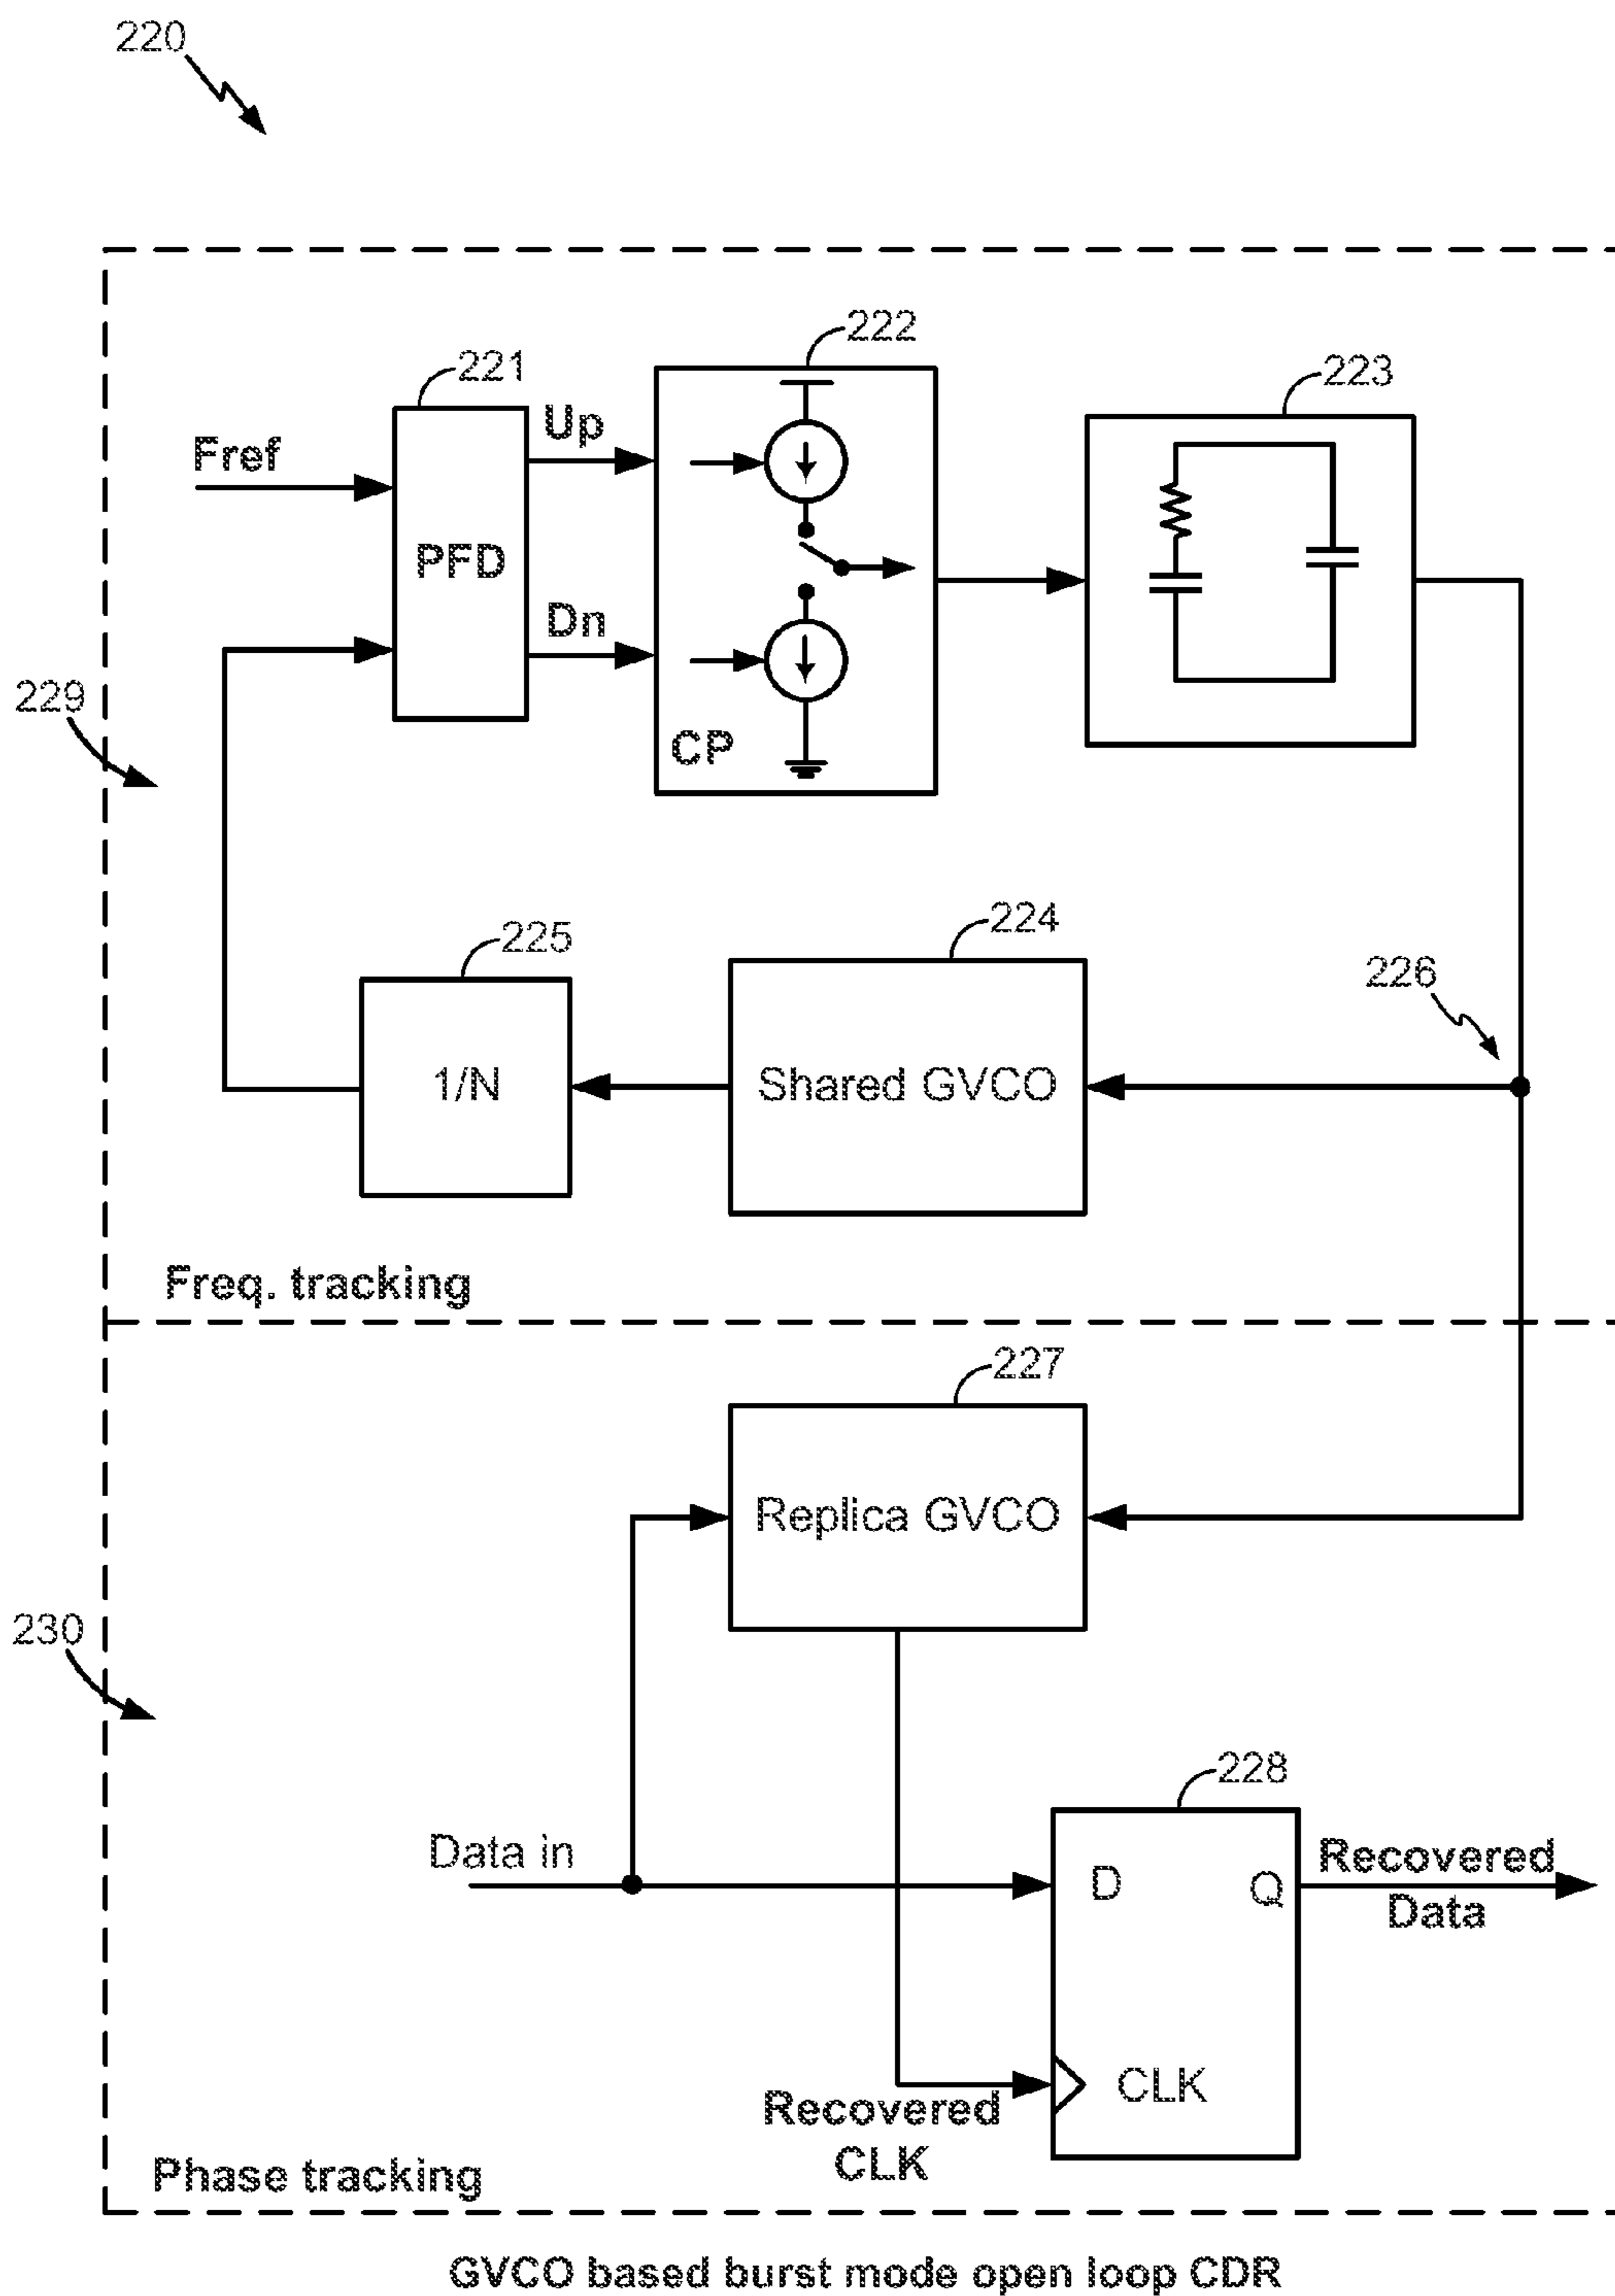 220
222
221
223
Up
Fref
PFD
Dn
229
CP
224
225
226
1/N
Shared GVCO
Freq. tracking
227
Replica GVCO
230
228
Data in
D
Q
Recovered
Data
CLK
Recovered
CLK
Phase tracking
GVCO based burst mode open loop CDR